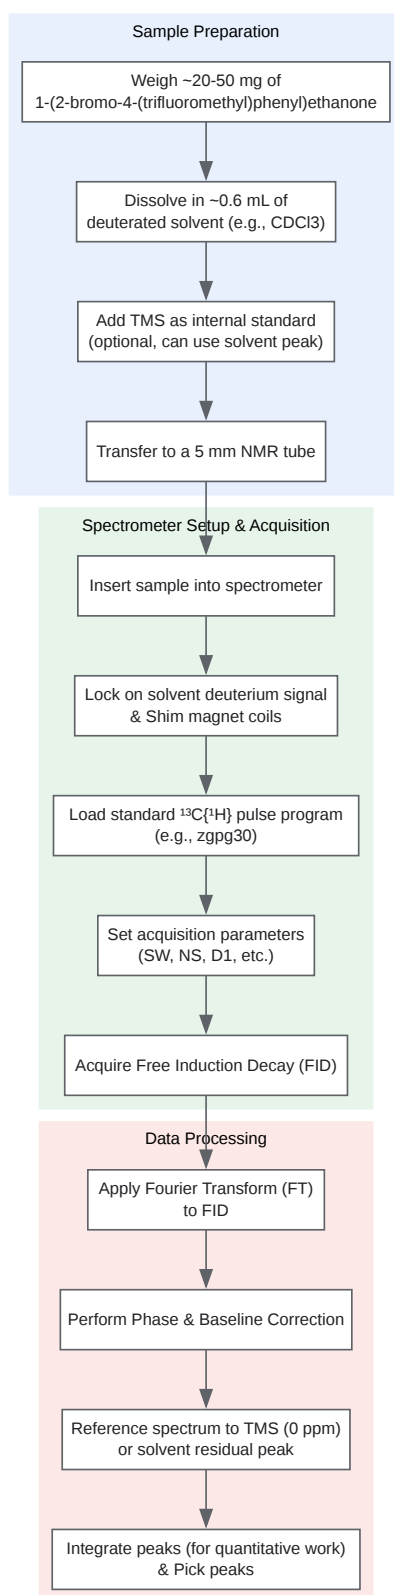 Sample Preparation
Weigh ~20-50 mg of
1-(2-bromo-4-(trifluoromethyl)phenyl)ethanone
Dissolve in ~0.6 mL of
deuterated solvent (e.g., CDCl3)
Add TMS as internal standard
(optional, can use solvent peak)
Transfer to a 5 mm NMR tube
Spectrometer Setup & Acquisition
Insert sample into spectrometer
Lock on solvent deuterium signal
& Shim magnet coils
Load standard ¹³C{¹H} pulse program
(e.g., zgpg30)
Set acquisition parameters
(SW, NS, D1, etc.)
Acquire Free Induction Decay (FID)
Data Processing
Apply Fourier Transform (FT)
to FID
Perform Phase & Baseline Correction
Reference spectrum to TMS (0 ppm)
or solvent residual peak
Integrate peaks (for quantitative work)
& Pick peaks